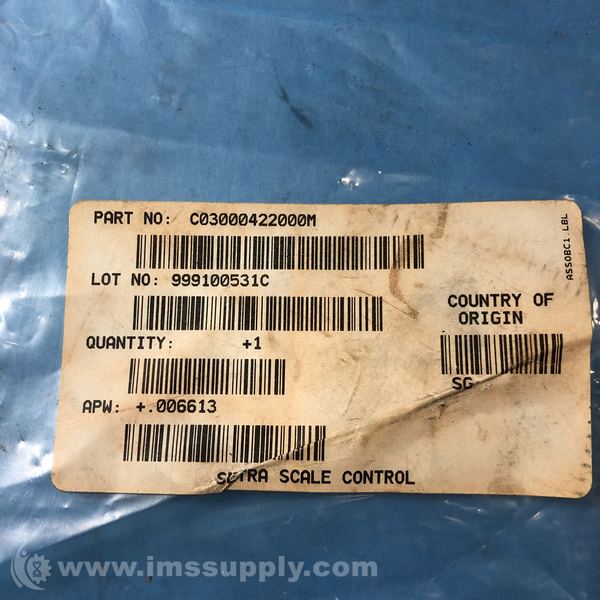 PART NO: C03000422000M
LOT NO: 999100531C
QUANTITY: +1
APW: +.006613
COUNTRY OF
ORIGIN
SG
SETRA SCALE CONTROL
ASSOBC1.LBL
www.imssupply.com